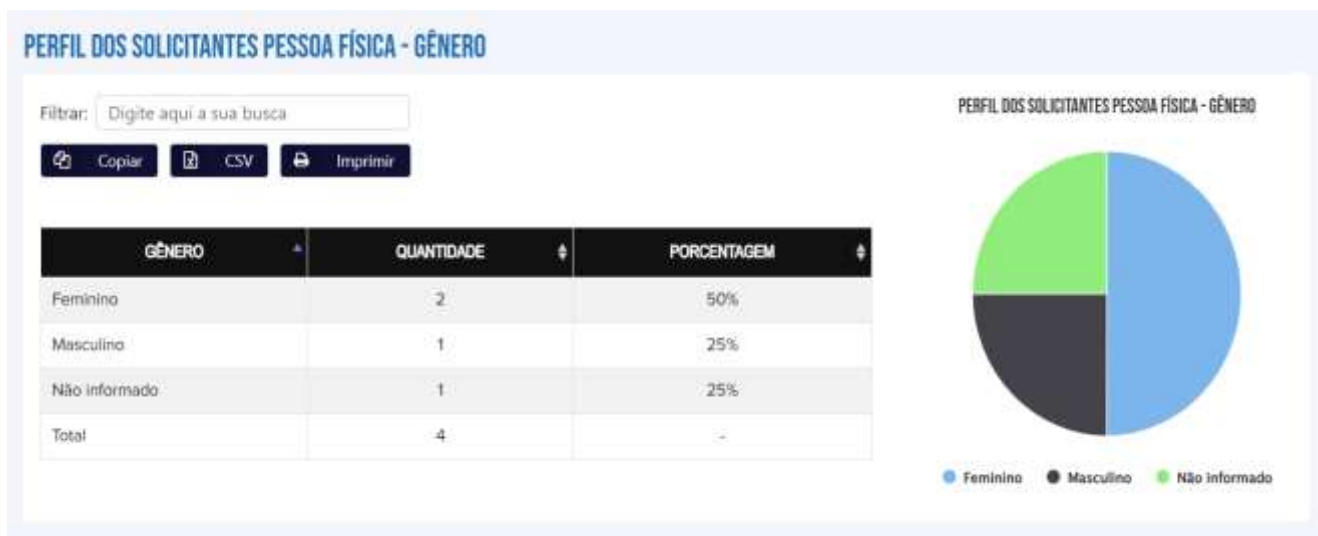 PERFIL DOS SOLICITANTES PESSOA FÍSICA - GÊNERO
Filtrar: Digite aqui a sua busca
Copiar CSV Imprimir
GÊNERO QUANTIDADE PORCENTAGEM
Feminino 2 50%
Masculino 1 25%
Não informado 1 25%
Total 4 -
PERFIL DOS SOLICITANTES PESSOA FÍSICA - GÊNERO
Feminino Masculino Não informado